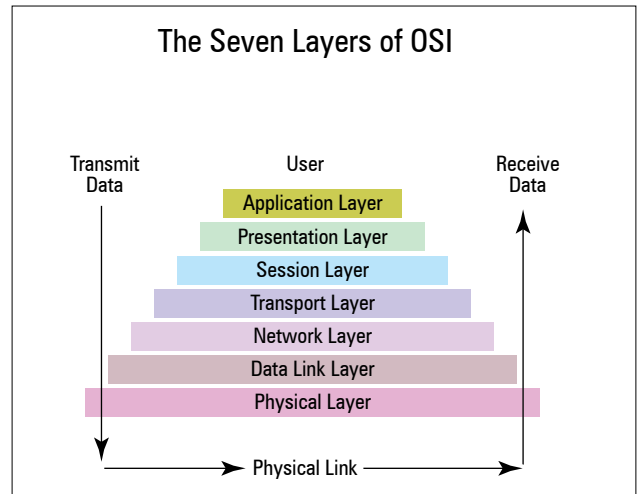 The Seven Layers of OSI
Transmit
Data
User
Receive
Data
Application Layer
Presentation Layer
Session Layer
Transport Layer
Network Layer
Data Link Layer
Physical Layer
Physical Link